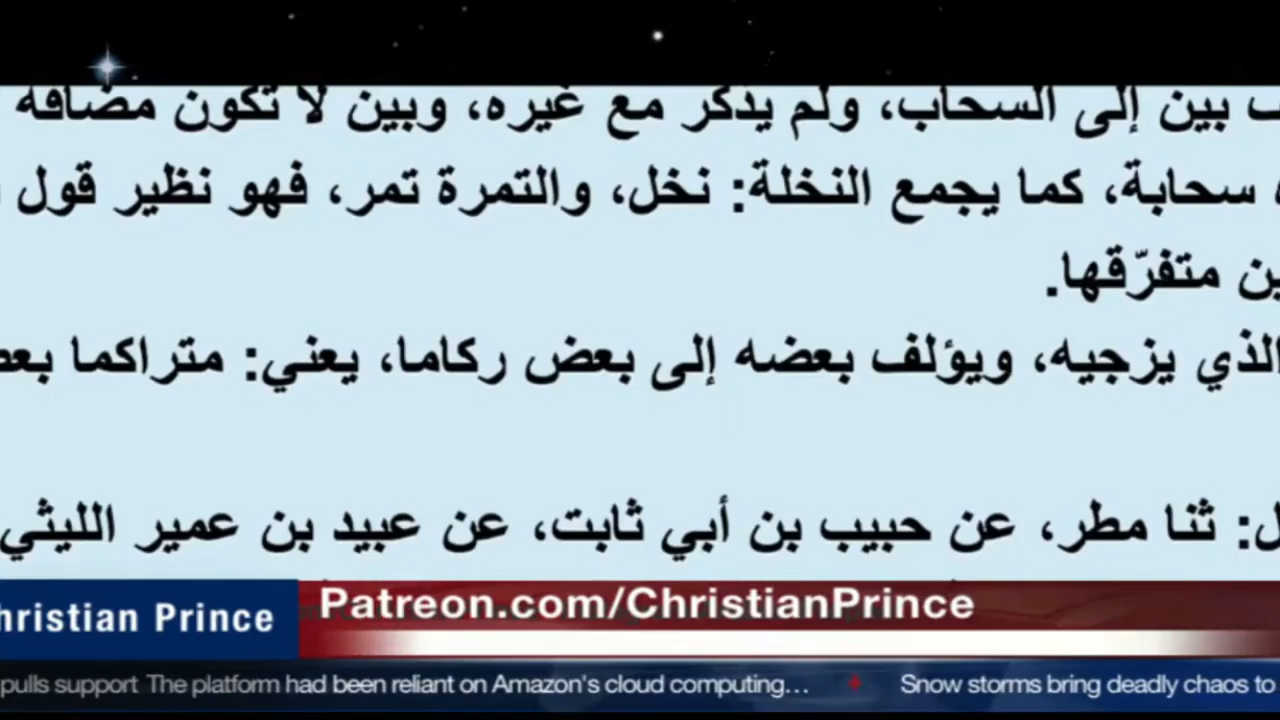 بين إلى السحاب، ولم يذكر مع غيره، وبين لا تكون مضافة
سحابة، كما يجمع النخلة: نخل، والتمرة تمر، فهو نظير قول
متفرّقها.
الذي يزجيه، ويؤلف بعضه إلى بعض ركاما، يعني: متراكما
ثنا مطر، عن حبيب بن أبي ثابت، عن عبيد بن عمير الليثي
hristian Prince
Patreon.com/ChristianPrince
pulls support The platform had been reliant on Amazon's cloud computing... Snow storms bring deadly chaos to